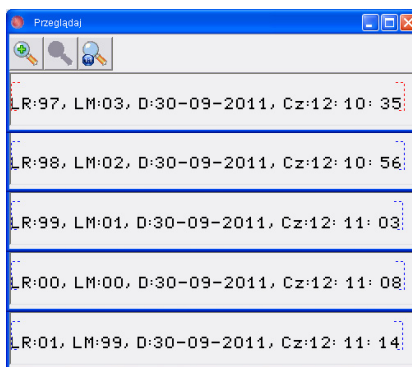 Przeglądaj
LR:97, LM:03, D:30-09-2011, Cz:12: 10: 35
LR:98, LM:02, D:30-09-2011, Cz:12: 10: 56
LR:99, LM:01, D:30-09-2011, Cz:12: 11: 03
LR:00, LM:00, D:30-09-2011, Cz:12: 11: 08
LR:01, LM:99, D:30-09-2011, Cz:12: 11: 14